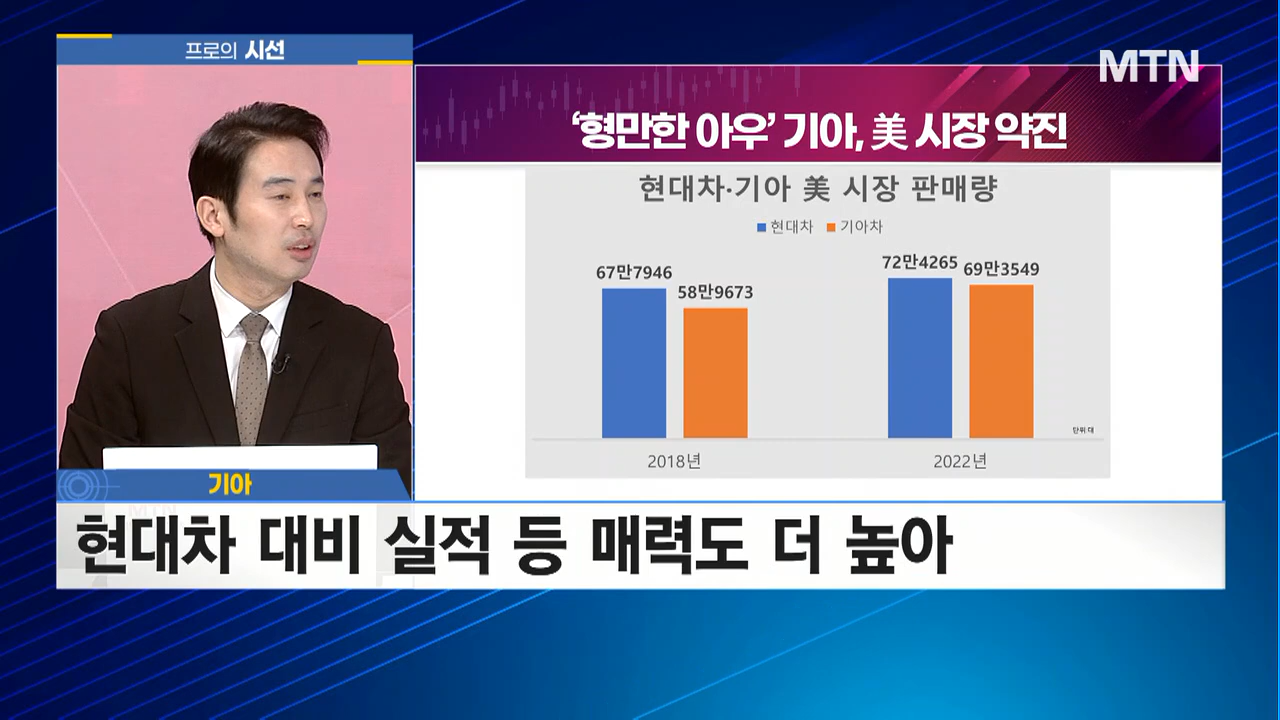 프로의 시선
MTN
‘형만한 아우’ 기아, 美 시장 약진
현대차·기아 美 시장 판매량
현대차 기아차
67만7946
58만9673
72만4265
69만3549
단위 대
2018년
2022년
기아
현대차 대비 실적 등 매력도 더 높아